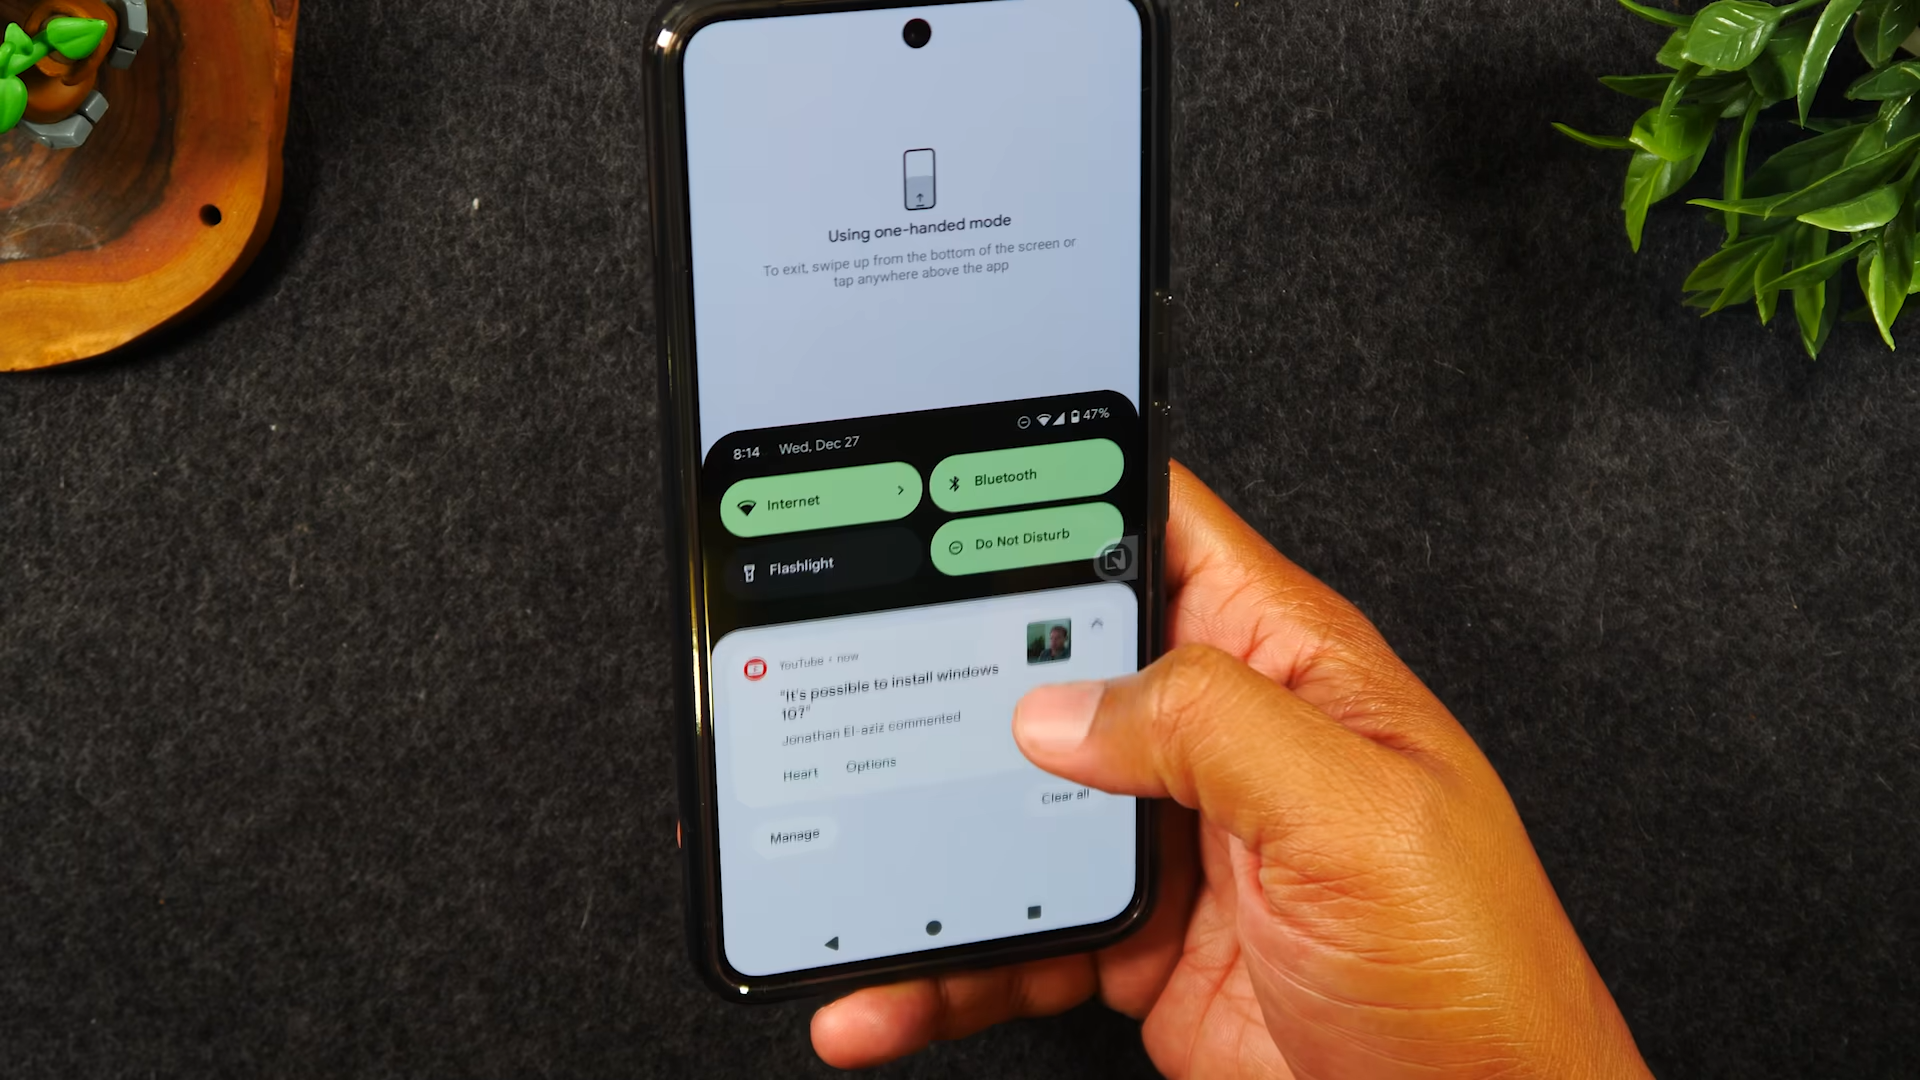 Using one-handed mode
To exit, swipe up from the bottom of the screen or
tap anywhere above the app
8:14 Wed, Dec 27 47%
Internet
Bluetooth
Flashlight
Do Not Disturb
YouTube • now
"It's possible to install windows
10?"
Jonathan El-aziz commented
Heart Options
Clear all
Manage